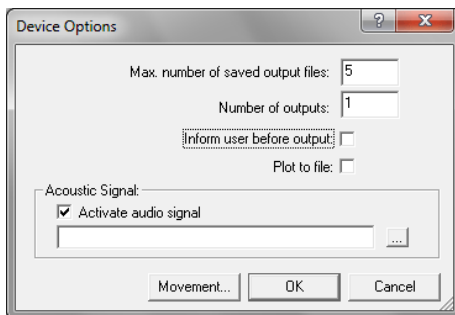 Device Options
Max. number of saved output files: 5
Number of outputs: 1
Inform user before output:
Plot to file:
Acoustic Signal:
Activate audio signal
...
Movement... OK Cancel